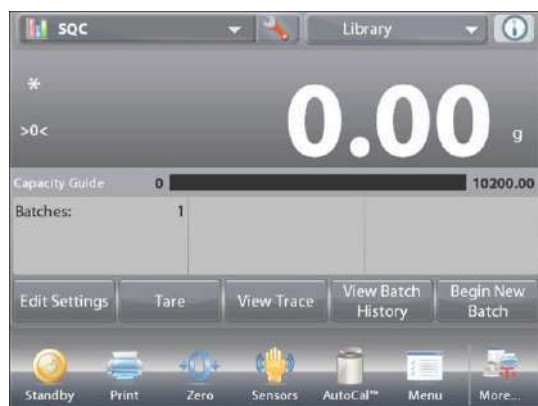 SQC Library
*
>0<
0.00 g
Capacity Guide 0 10200.00
Batches: 1
Edit Settings Tare View Trace View Batch History Begin New Batch
Standby Print Zero Sensors AutoCal™ Menu More...